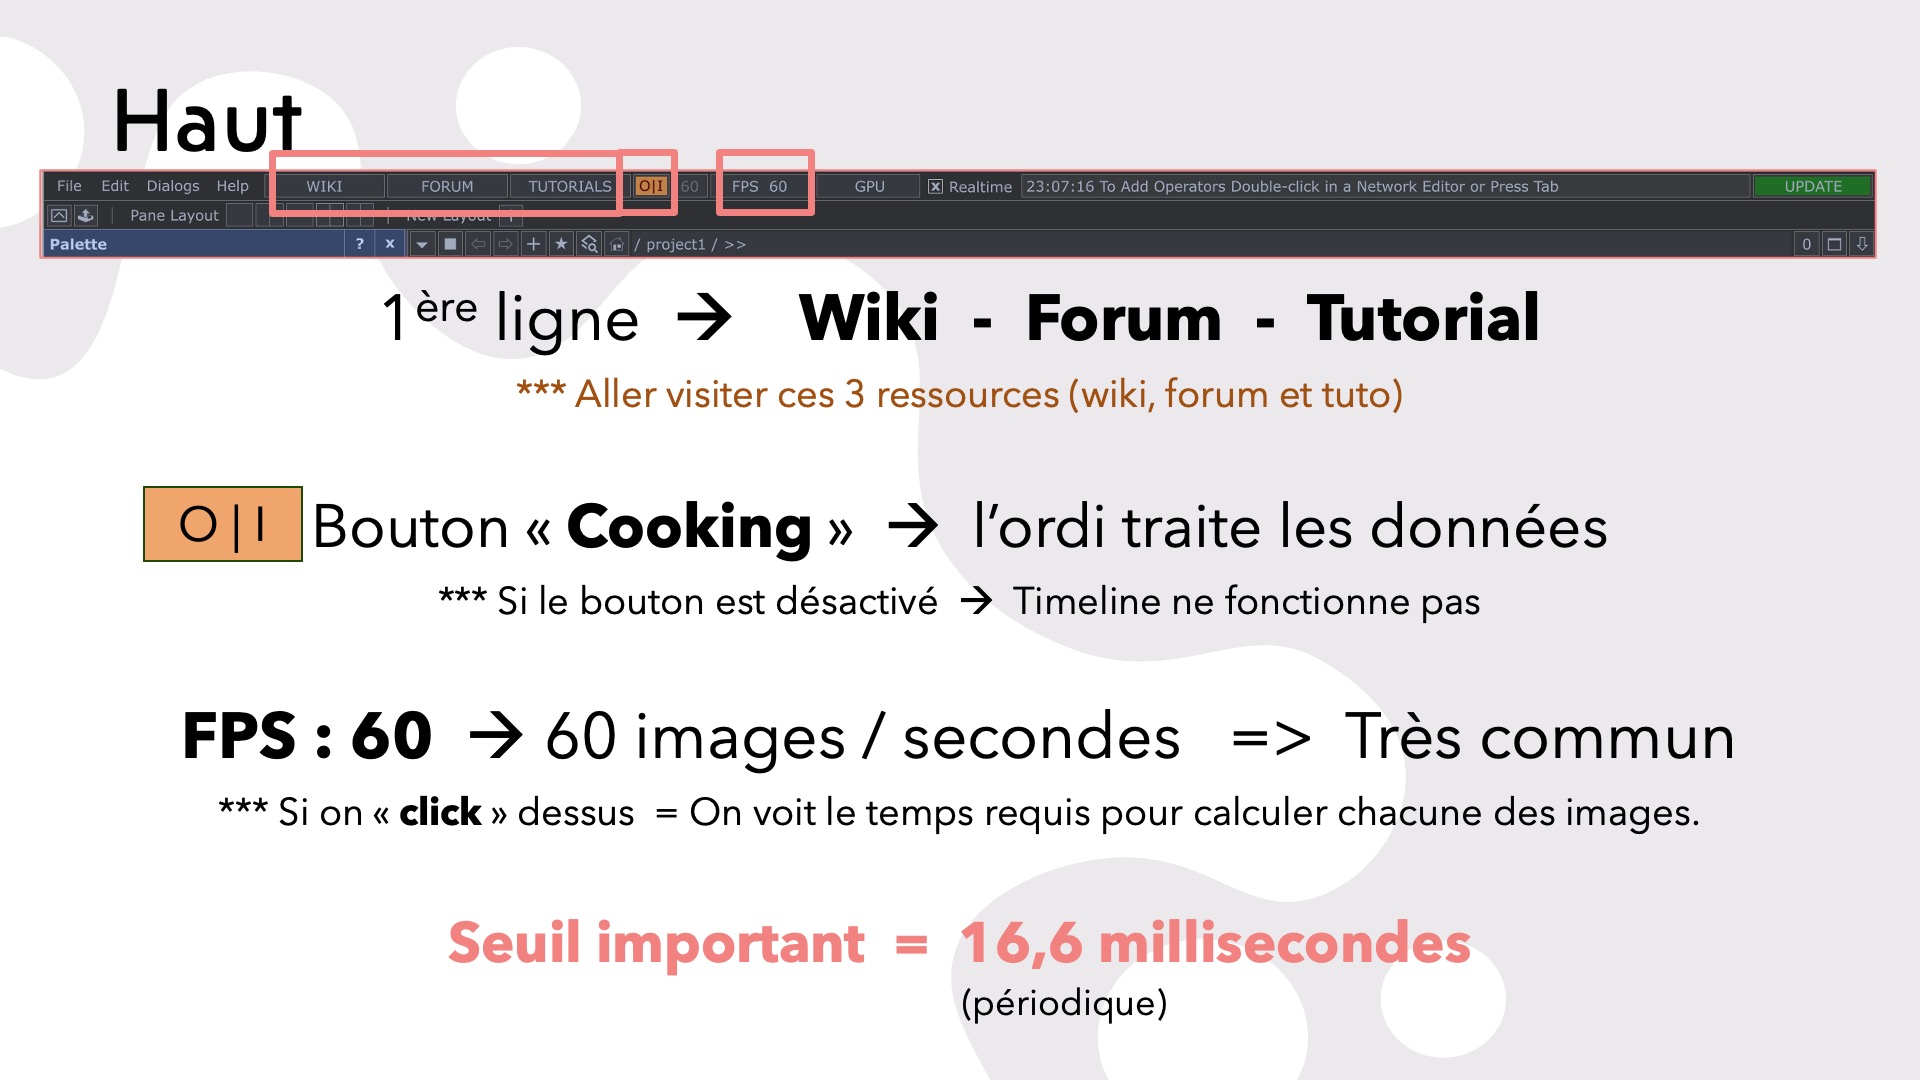 Haut
File Edit Dialogs Help WIKI FORUM TUTORIALS O|I 60 FPS 60 GPU x Realtime 23:07:16 To Add Operators Double-click in a Network Editor or Press Tab UPDATE
Pane Layout New Layout +
Palette ? x / project1 / >> 0
1ère ligne → Wiki - Forum - Tutorial
*** Aller visiter ces 3 ressources (wiki, forum et tuto)
O | I Bouton « Cooking » → l’ordi traite les données
*** Si le bouton est désactivé → Timeline ne fonctionne pas
FPS : 60 → 60 images / secondes => Très commun
*** Si on « click » dessus = On voit le temps requis pour calculer chacune des images.
Seuil important = 16,6 millisecondes
(périodique)